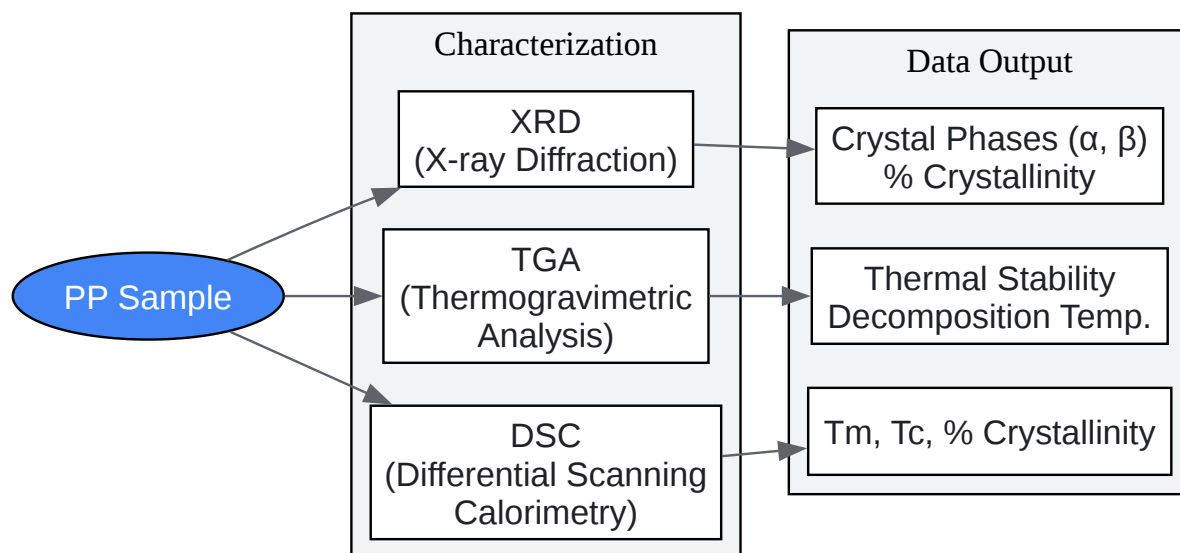 PP Sample
Characterization
XRD
(X-ray Diffraction)
TGA
(Thermogravimetric
Analysis)
DSC
(Differential Scanning
Calorimetry)
Data Output
Crystal Phases (α, β)
% Crystallinity
Thermal Stability
Decomposition Temp.
Tm, Tc, % Crystallinity